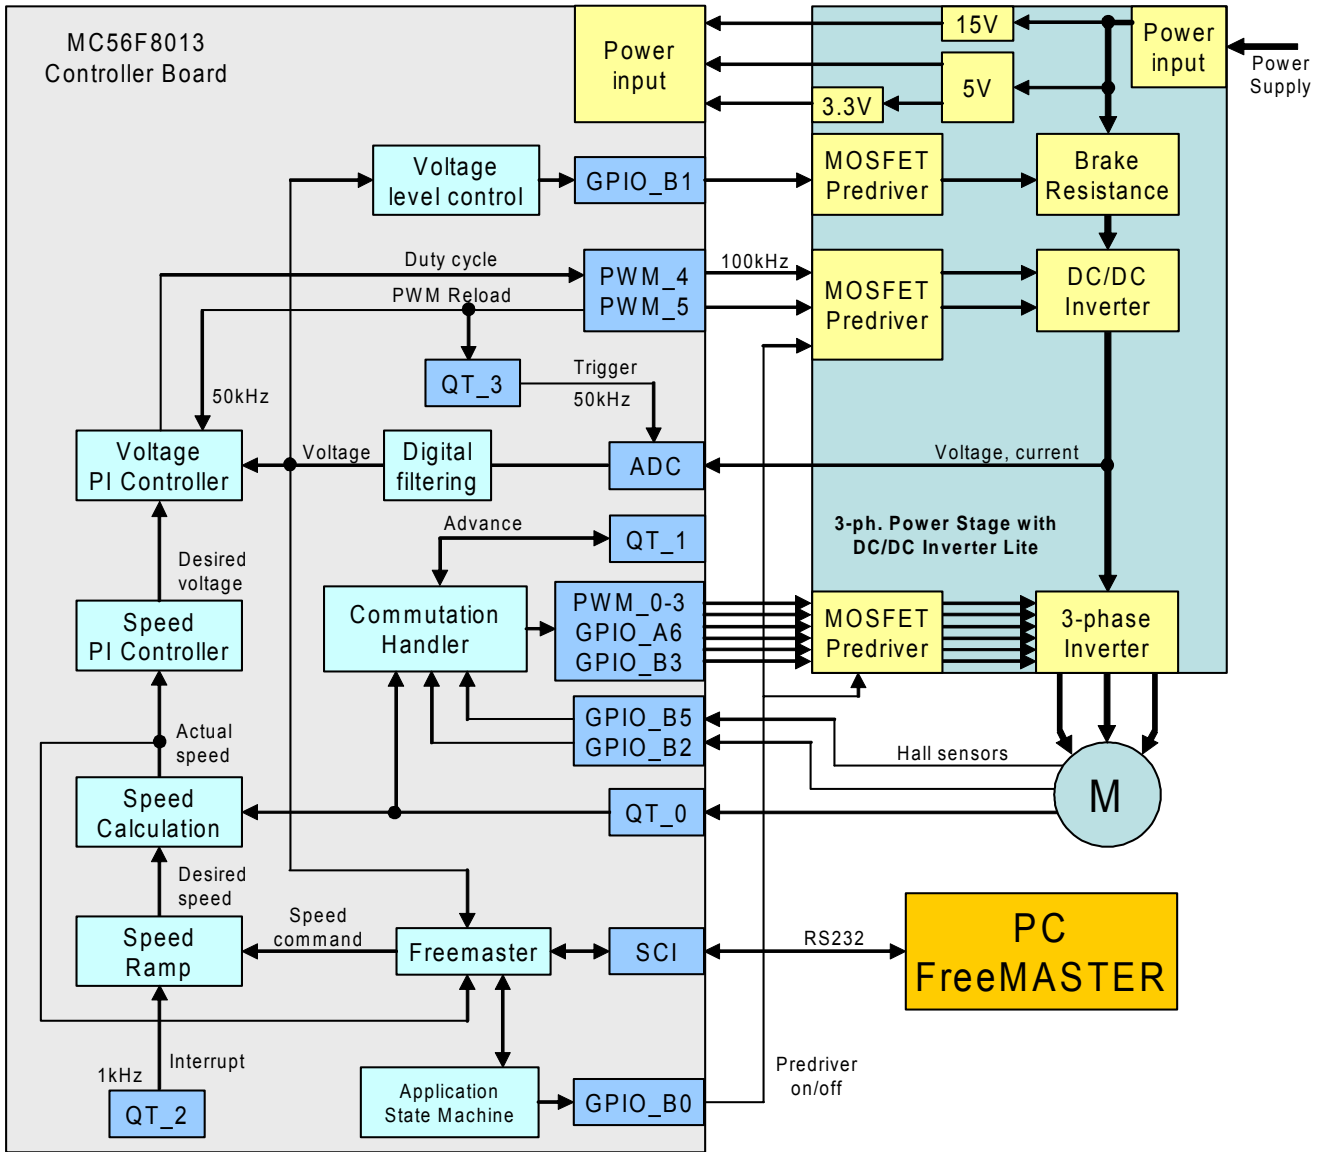 MC56F8013
Controller Board
Power
input
15V
5V
3.3V
Power
input
Power
Supply
Voltage
level control
GPIO_B1
MOSFET
Predriver
Brake
Resistance
Duty cycle
PWM Reload
PWM_4
PWM_5
100kHz
MOSFET
Predriver
DC/DC
Inverter
50kHz
QT_3
Trigger
50kHz
Voltage
PI Controller
Voltage
Digital
filtering
ADC
Voltage, current
Advance
QT_1
3-ph. Power Stage with
DC/DC Inverter Lite
Desired
voltage
Commutation
Handler
PWM_0-3
GPIO_A6
GPIO_B3
MOSFET
Predriver
3-phase
Inverter
Speed
PI Controller
GPIO_B5
GPIO_B2
Actual
speed
Hall sensors
M
Speed
Calculation
QT_0
Desired
speed
Speed
command
Speed
Ramp
Freemaster
SCI
RS232
PC
FreeMASTER
Interrupt
1kHz
QT_2
Application
State Machine
GPIO_B0
Predriver
on/off